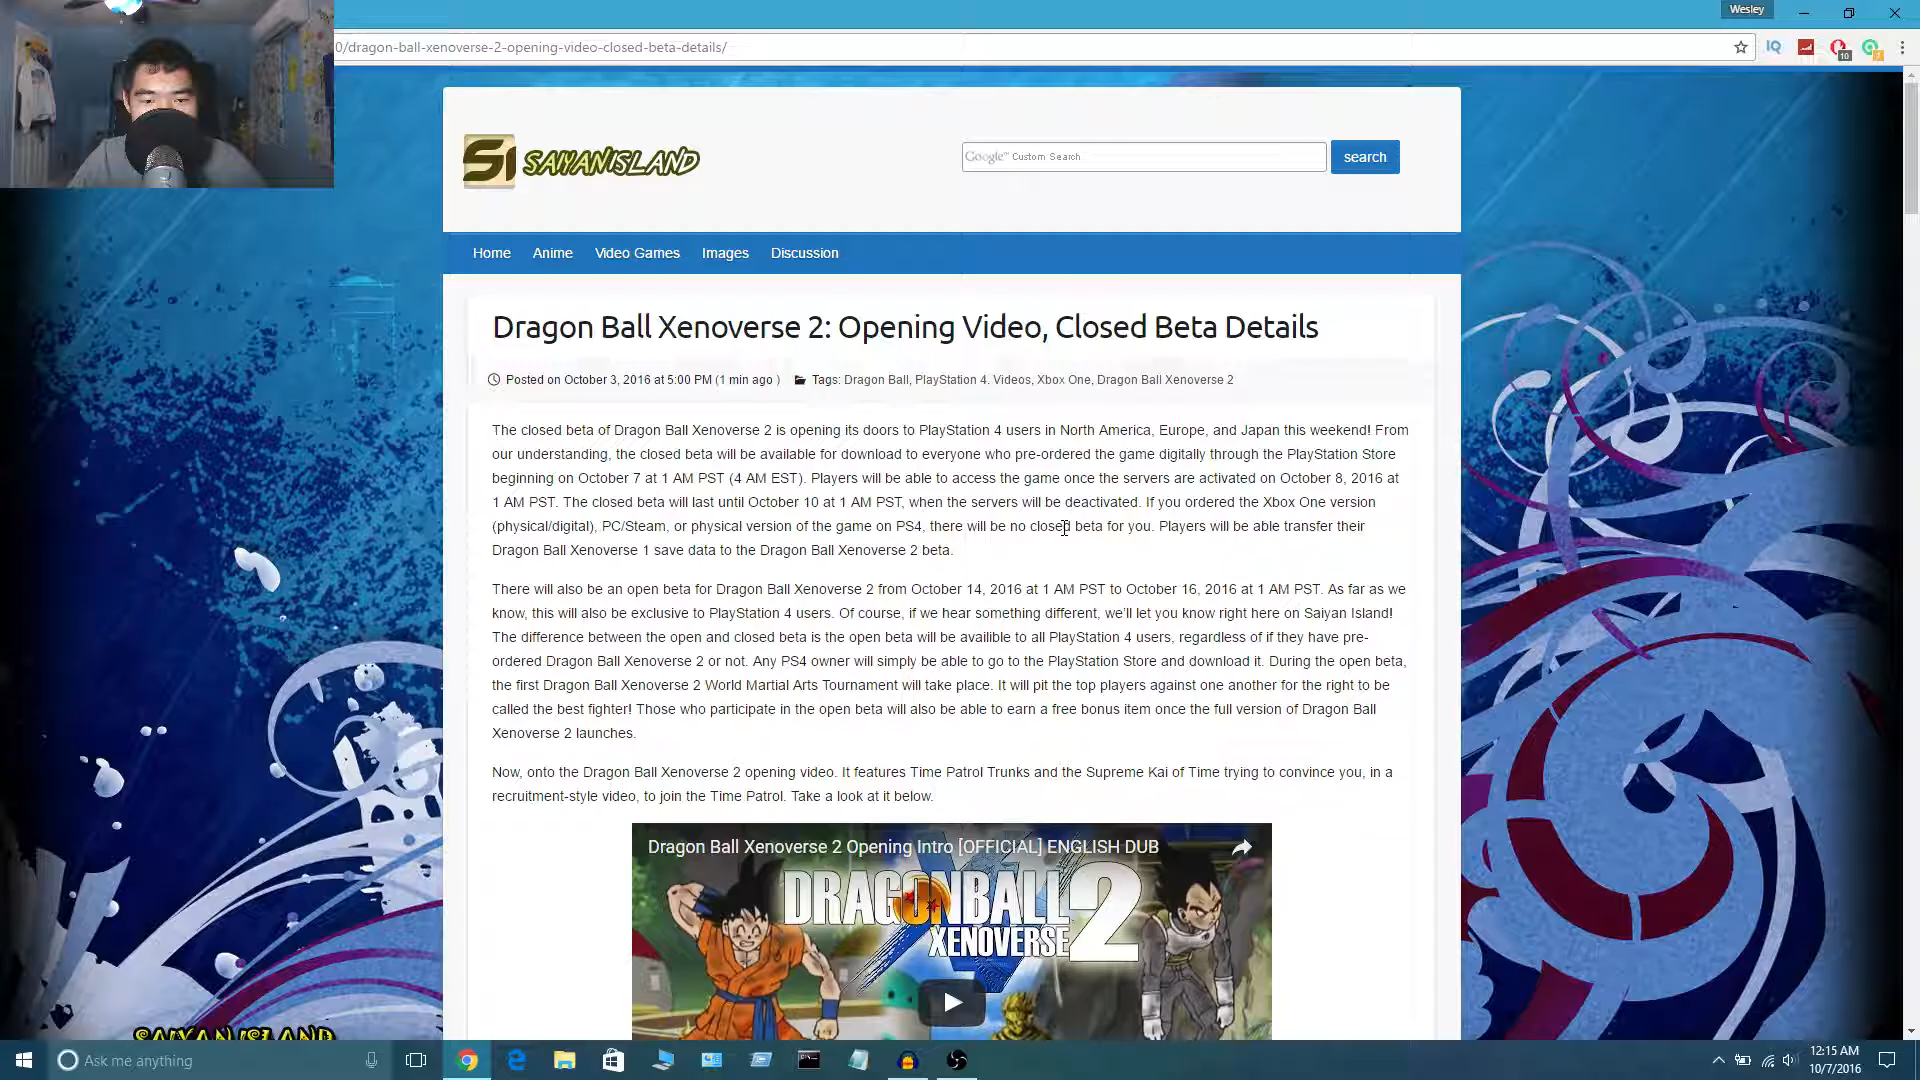 Wesley
0/dragon-ball-xenoverse-2-opening-video-closed-beta-details/
IQ
10
7
SI SAIYANISLAND
Google™ Custom Search
search
Home Anime Video Games Images Discussion
Dragon Ball Xenoverse 2: Opening Video, Closed Beta Details
Posted on October 3, 2016 at 5:00 PM (1 min ago ) Tags: Dragon Ball, PlayStation 4. Videos, Xbox One, Dragon Ball Xenoverse 2
The closed beta of Dragon Ball Xenoverse 2 is opening its doors to PlayStation 4 users in North America, Europe, and Japan this weekend! From
our understanding, the closed beta will be available for download to everyone who pre-ordered the game digitally through the PlayStation Store
beginning on October 7 at 1 AM PST (4 AM EST). Players will be able to access the game once the servers are activated on October 8, 2016 at
1 AM PST. The closed beta will last until October 10 at 1 AM PST, when the servers will be deactivated. If you ordered the Xbox One version
(physical/digital), PC/Steam, or physical version of the game on PS4, there will be no closed beta for you. Players will be able transfer their
Dragon Ball Xenoverse 1 save data to the Dragon Ball Xenoverse 2 beta.
There will also be an open beta for Dragon Ball Xenoverse 2 from October 14, 2016 at 1 AM PST to October 16, 2016 at 1 AM PST. As far as we
know, this will also be exclusive to PlayStation 4 users. Of course, if we hear something different, we'll let you know right here on Saiyan Island!
The difference between the open and closed beta is the open beta will be availible to all PlayStation 4 users, regardless of if they have pre-
ordered Dragon Ball Xenoverse 2 or not. Any PS4 owner will simply be able to go to the PlayStation Store and download it. During the open beta,
the first Dragon Ball Xenoverse 2 World Martial Arts Tournament will take place. It will pit the top players against one another for the right to be
called the best fighter! Those who participate in the open beta will also be able to earn a free bonus item once the full version of Dragon Ball
Xenoverse 2 launches.
Now, onto the Dragon Ball Xenoverse 2 opening video. It features Time Patrol Trunks and the Supreme Kai of Time trying to convince you, in a
recruitment-style video, to join the Time Patrol. Take a look at it below.
Dragon Ball Xenoverse 2 Opening Intro [OFFICIAL] ENGLISH DUB
DRAGONBALL
XENOVERSE 2
SAIYAN ISLAND
Ask me anything
12:15 AM
10/7/2016